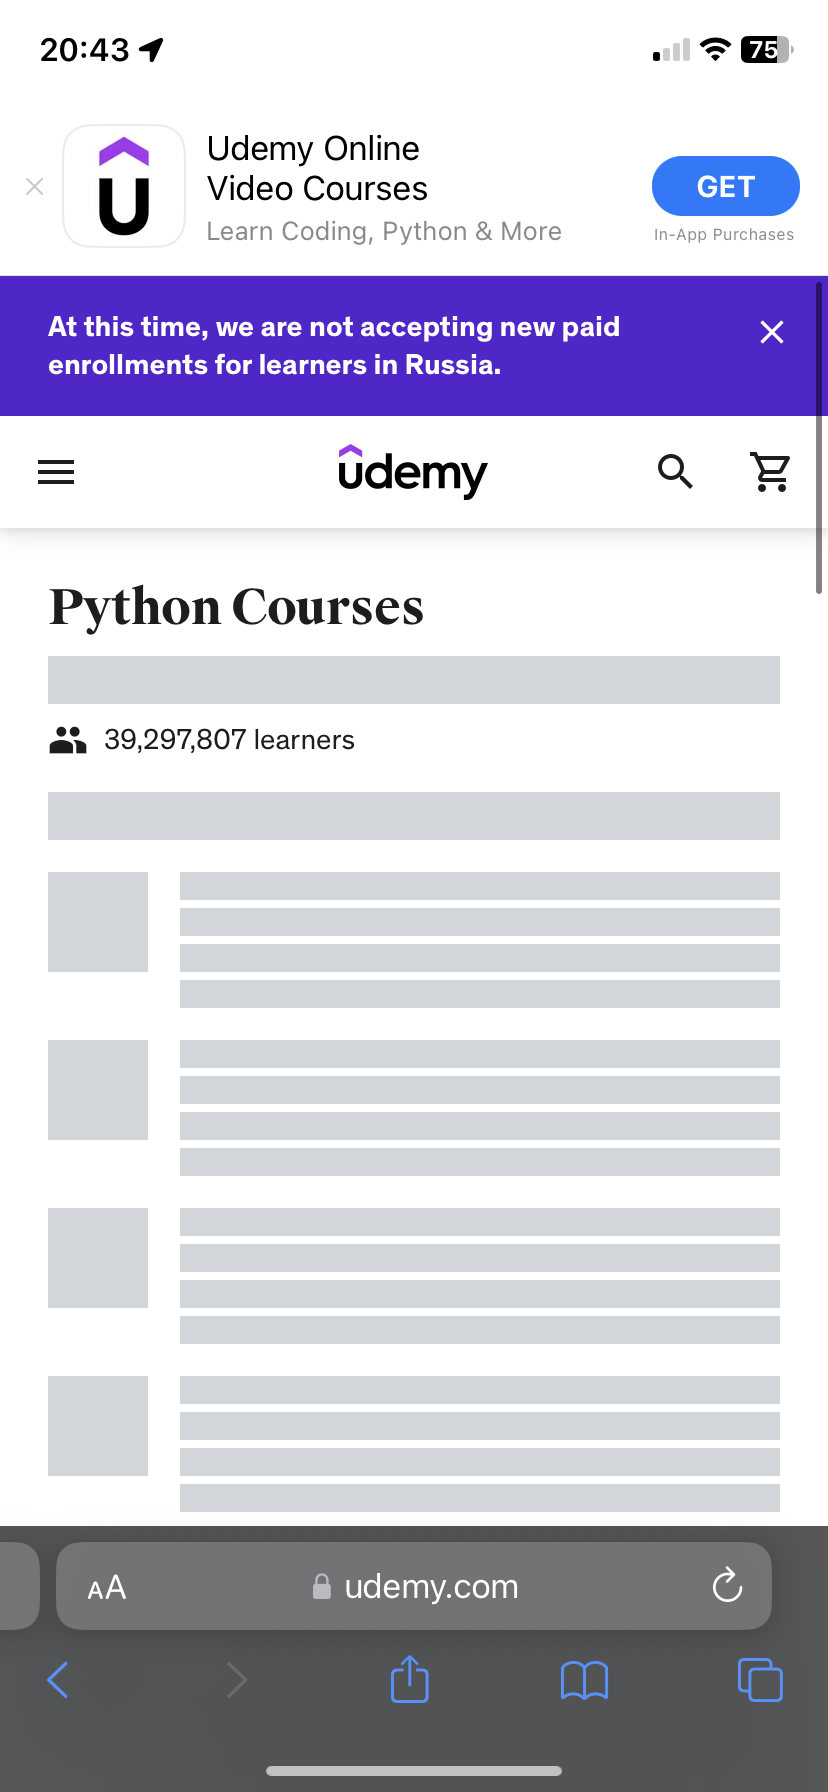 20:43
75
Udemy Online
Video Courses
Learn Coding, Python & More
GET
In-App Purchases
At this time, we are not accepting new paid
enrollments for learners in Russia.
udemy
Python Courses
39,297,807 learners
AA
udemy.com